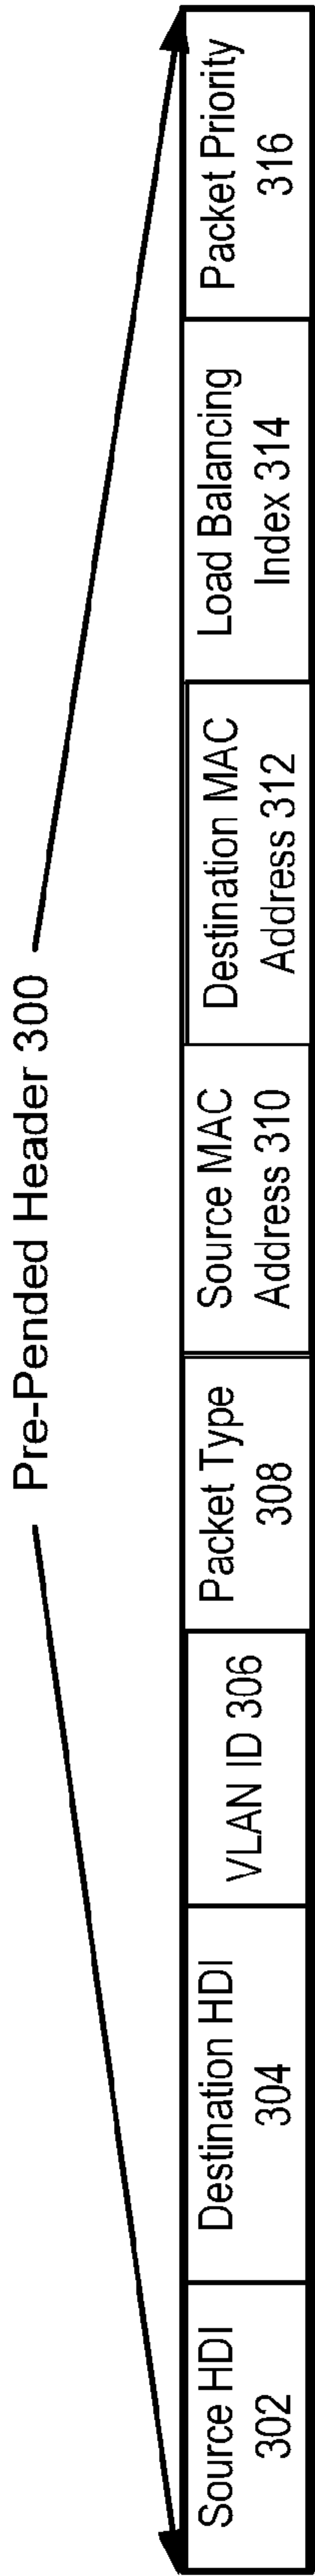 Pre-Pended Header 300
Source HDI
302
Destination HDI
304
VLAN ID 306
Packet Type
308
Source MAC
Address 310
Destination MAC
Address 312
Load Balancing
Index 314
Packet Priority
316